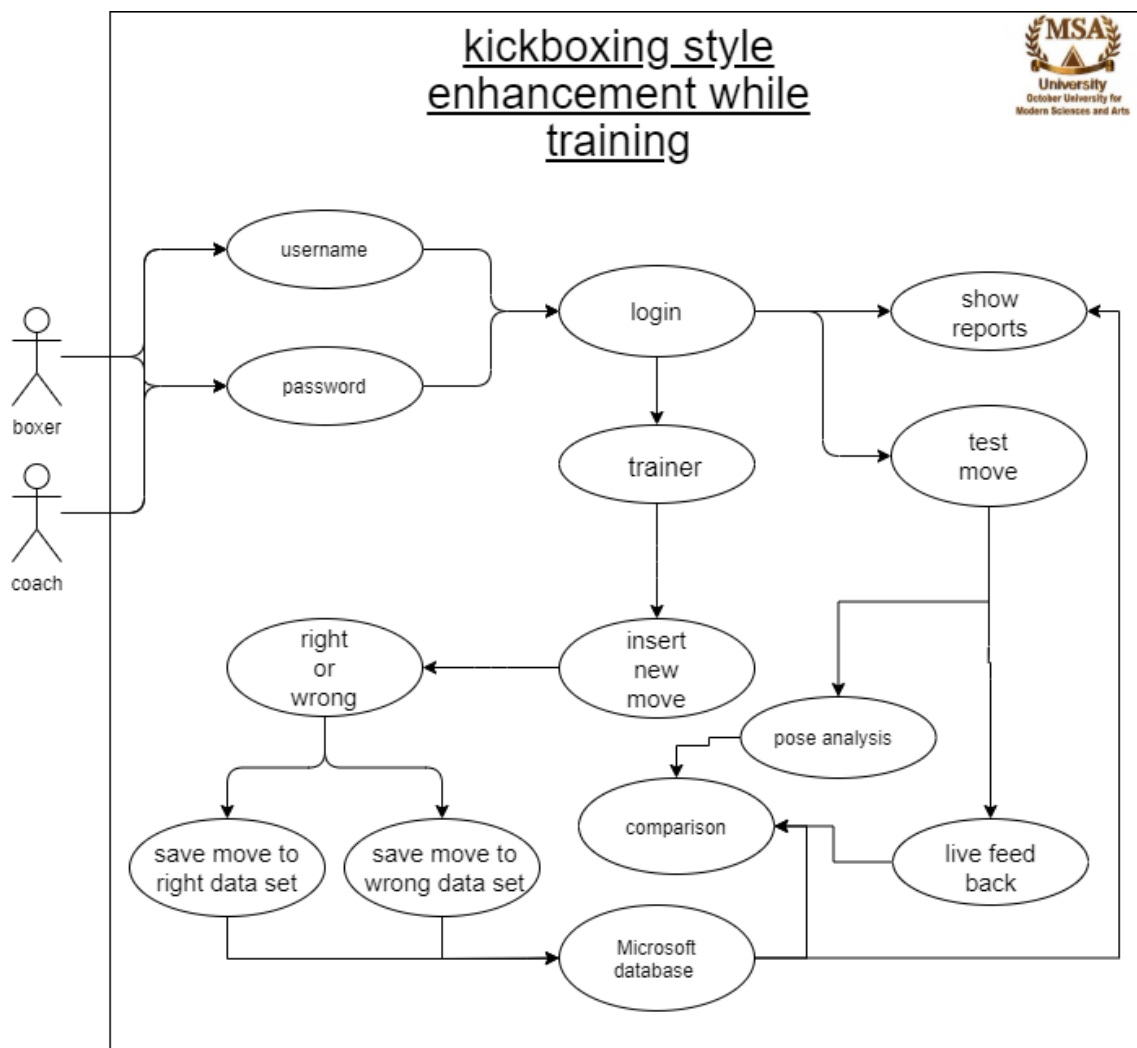 kickboxing style
enhancement while
training
MSA
University
October University for
Modern Sciences and Arts
username
password
login
show
reports
boxer
trainer
test
move
coach
right
or
wrong
insert
new
move
pose analysis
comparison
save move to
right data set
save move to
wrong data set
live feed
back
Microsoft
database